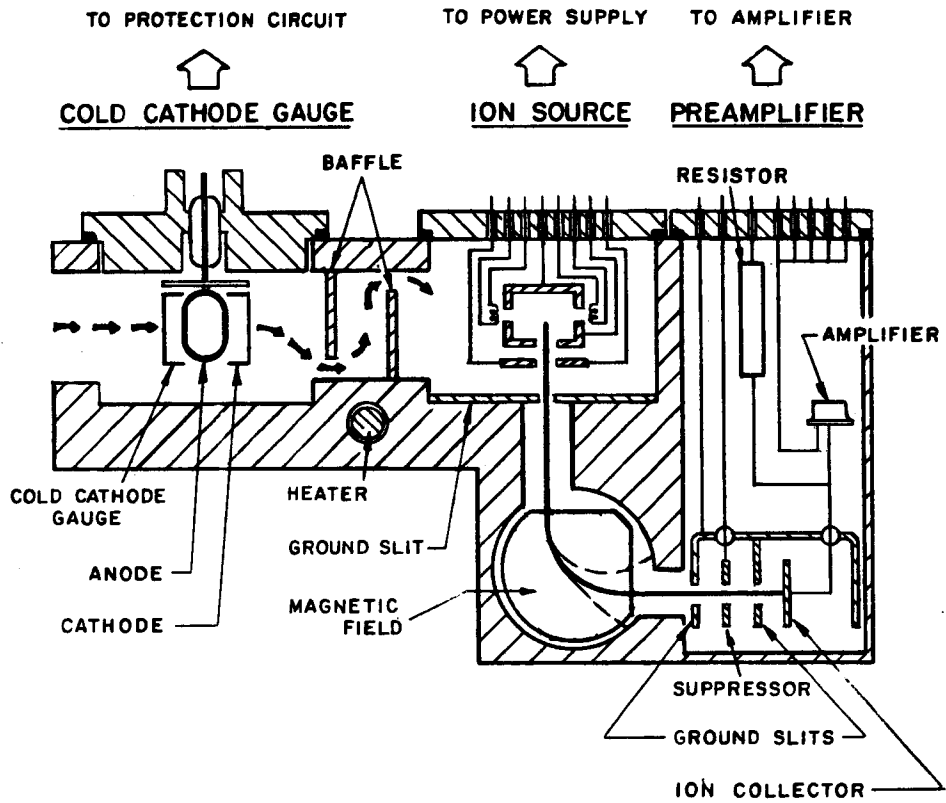 TO PROTECTION CIRCUIT
TO POWER SUPPLY
TO AMPLIFIER
COLD CATHODE GAUGE
ION SOURCE
PREAMPLIFIER
BAFFLE
RESISTOR
AMPLIFIER
COLD CATHODE
GAUGE
HEATER
ANODE
GROUND SLIT
CATHODE
MAGNETIC
FIELD
SUPPRESSOR
GROUND SLITS
ION COLLECTOR